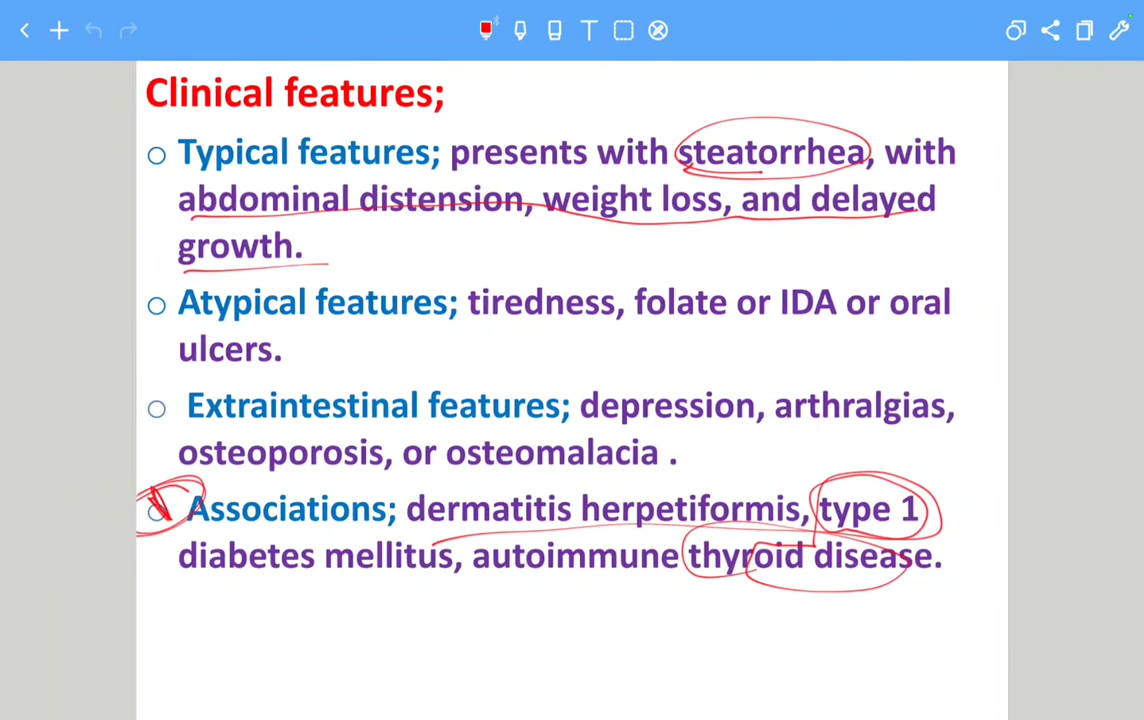 Clinical features;
Typical features; presents with steatorrhea, with
abdominal distension, weight loss, and delayed
growth.
Atypical features; tiredness, folate or IDA or oral
ulcers.
Extraintestinal features; depression, arthralgias,
osteoporosis, or osteomalacia .
Associations; dermatitis herpetiformis, type 1
diabetes mellitus, autoimmune thyroid disease.